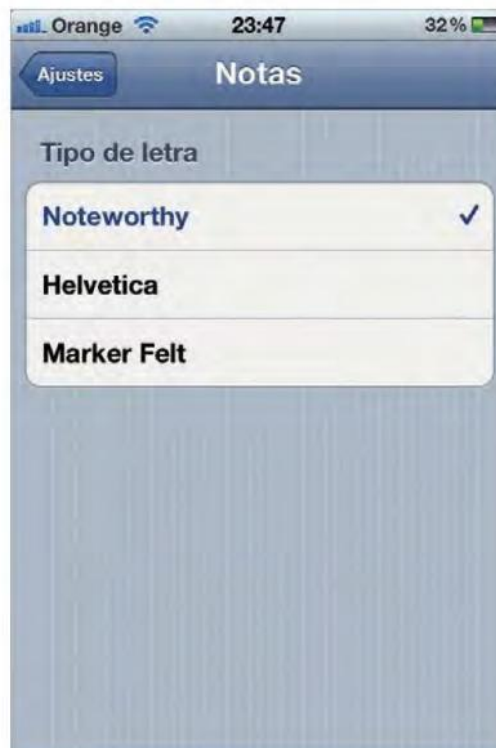 Orange 23:47 32%
Ajustes Notas
Tipo de letra
Noteworthy
Helvetica
Marker Felt